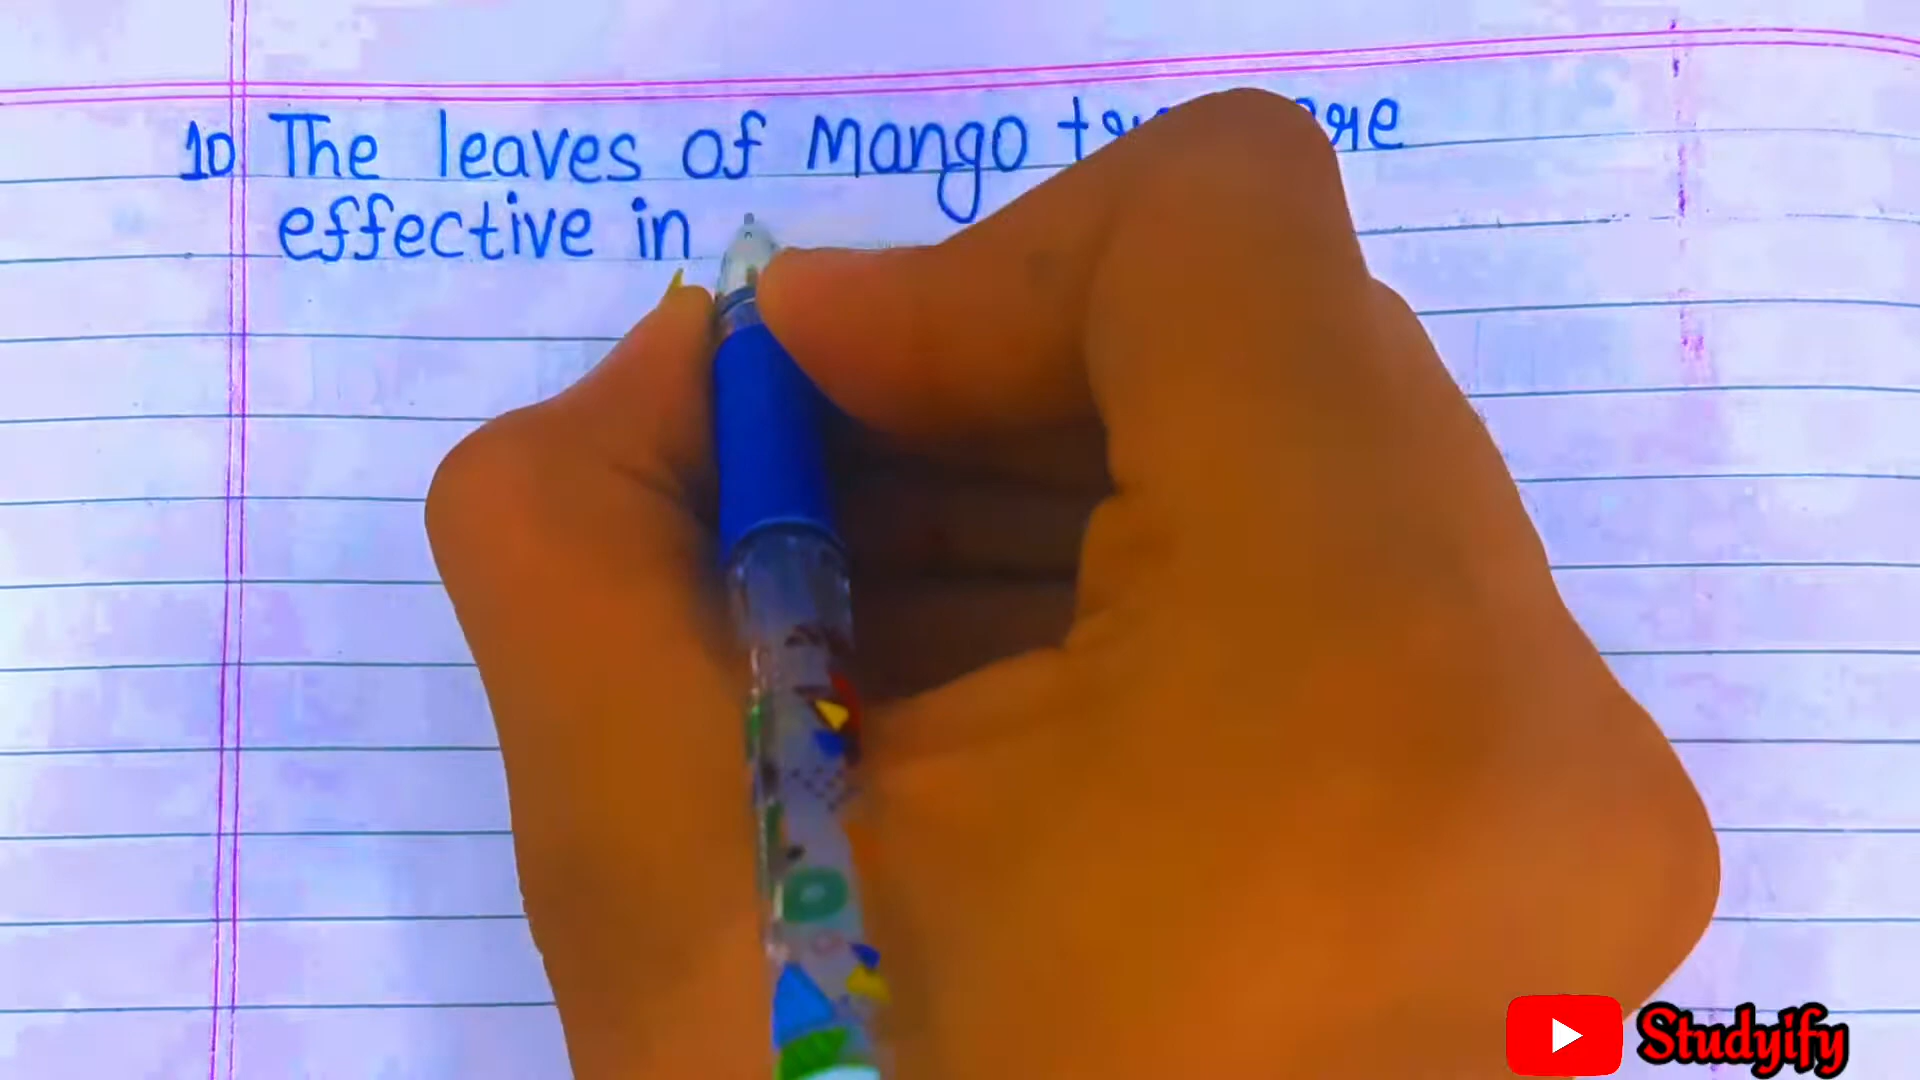 10 The leaves of Mango
effective in
Studyify